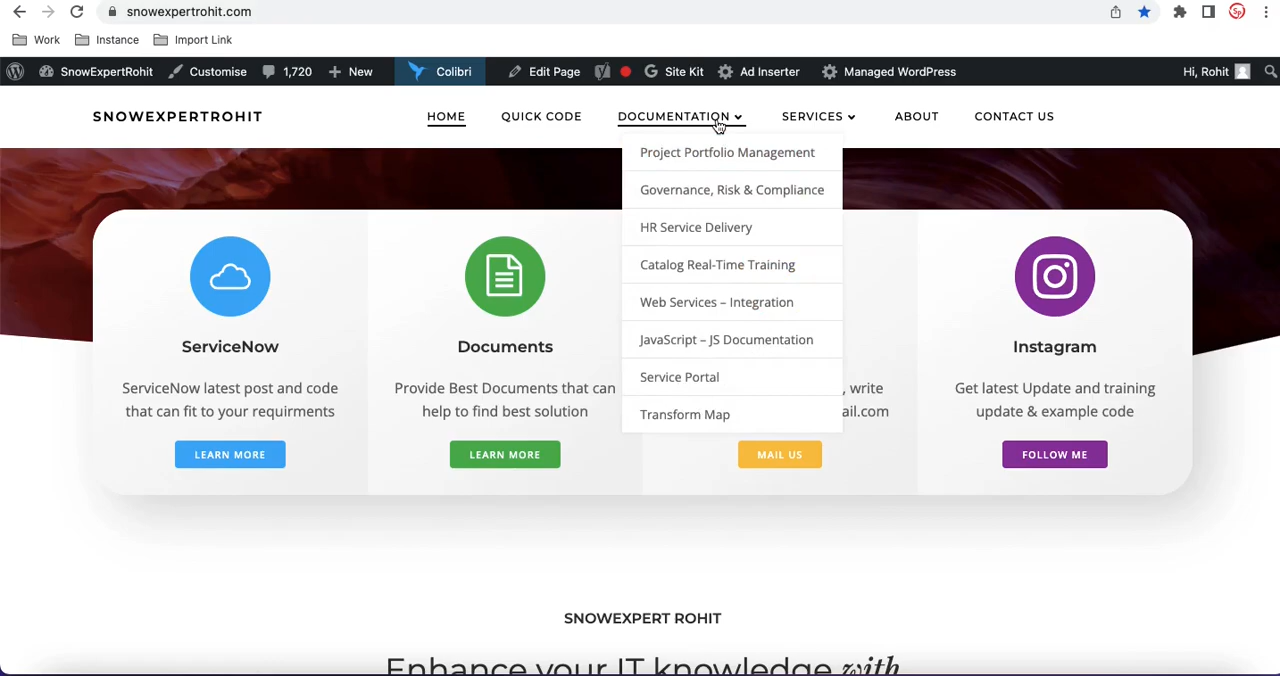 snowexpertrohit.com
Work Instance Import Link
SnowExpertRohit Customise 1,720 New Colibri Edit Page Site Kit Ad Inserter Managed WordPress Hi, Rohit
SNOWEXPERTROHIT HOME QUICK CODE DOCUMENTATION SERVICES ABOUT CONTACT US
Project Portfolio Management
Governance, Risk & Compliance
HR Service Delivery
Catalog Real-Time Training
Web Services – Integration
JavaScript – JS Documentation
Service Portal
Transform Map
ServiceNow
ServiceNow latest post and code
that can fit to your requirments
LEARN MORE
Documents
Provide Best Documents that can
help to find best solution
LEARN MORE
, write
ail.com
MAIL US
Instagram
Get latest Update and training
update & example code
FOLLOW ME
SNOWEXPERT ROHIT
Enhance your IT knowledge with